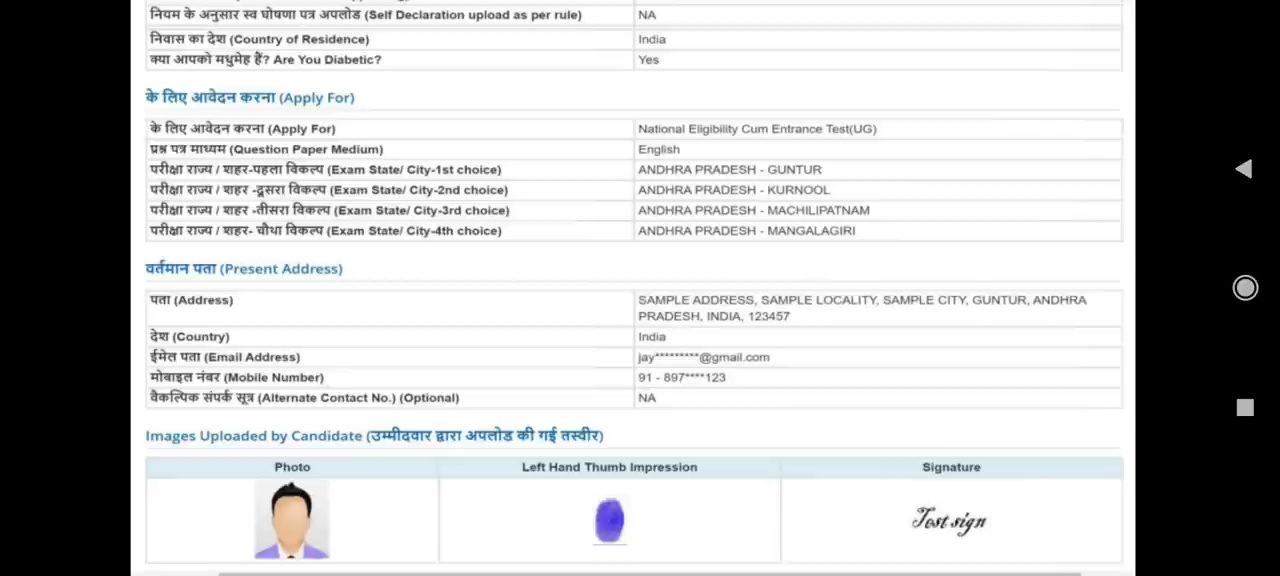 नियम के अनुसार स्व घोषणा पत्र अपलोड (Self Declaration upload as per rule) NA
निवास का देश (Country of Residence) India
क्या आपको मधुमेह हैं? Are You Diabetic? Yes
के लिए आवेदन करना (Apply For)
के लिए आवेदन करना (Apply For) National Eligibility Cum Entrance Test(UG)
प्रश्न पत्र माध्यम (Question Paper Medium) English
परीक्षा राज्य / शहर-पहला विकल्प (Exam State/ City-1st choice) ANDHRA PRADESH - GUNTUR
परीक्षा राज्य / शहर -दूसरा विकल्प (Exam State/ City-2nd choice) ANDHRA PRADESH - KURNOOL
परीक्षा राज्य / शहर -तीसरा विकल्प (Exam State/ City-3rd choice) ANDHRA PRADESH - MACHILIPATNAM
परीक्षा राज्य / शहर- चौथा विकल्प (Exam State/ City-4th choice) ANDHRA PRADESH - MANGALAGIRI
वर्तमान पता (Present Address)
पता (Address) SAMPLE ADDRESS, SAMPLE LOCALITY, SAMPLE CITY, GUNTUR, ANDHRA
PRADESH, INDIA, 123457
देश (Country) India
ईमेल पता (Email Address) jay*********@gmail.com
मोबाइल नंबर (Mobile Number) 91 - 897****123
वैकल्पिक संपर्क सूत्र (Alternate Contact No.) (Optional) NA
Images Uploaded by Candidate (उम्मीदवार द्वारा अपलोड की गई तस्वीर)
Photo Left Hand Thumb Impression Signature
Test sign